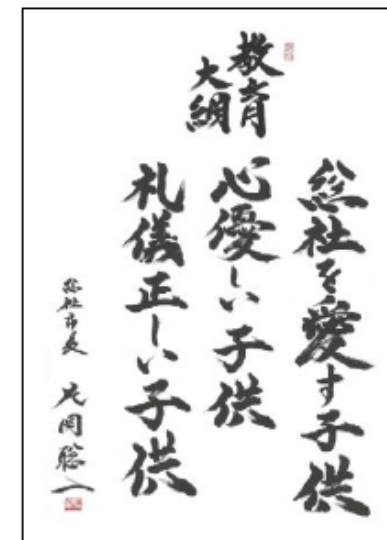 教育
大綱
総社を愛す子供
心優しい子供
礼儀正しい子供
総社市長
片岡聡一